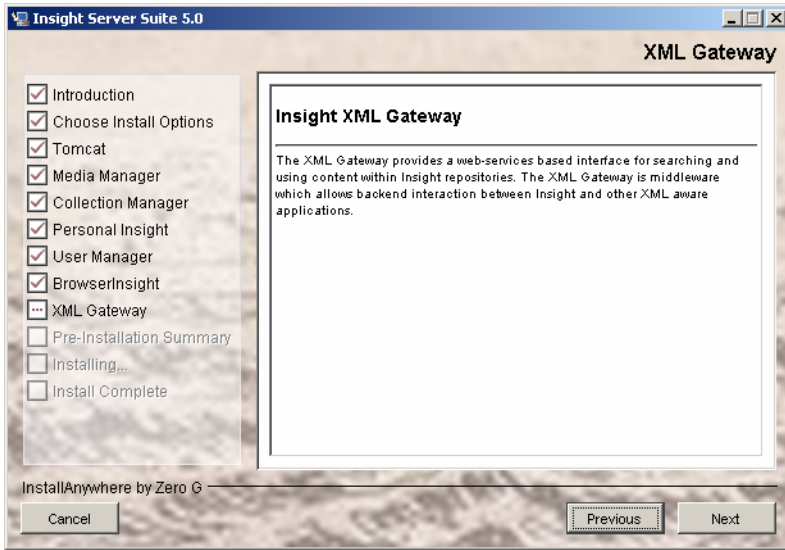 Insight Server Suite 5.0
XML Gateway
Introduction
Choose Install Options
Tomcat
Media Manager
Collection Manager
Personal Insight
User Manager
BrowserInsight
XML Gateway
Pre-Installation Summary
Installing...
Install Complete
Insight XML Gateway
The XML Gateway provides a web-services based interface for searching and
using content within Insight repositories. The XML Gateway is middleware
which allows backend interaction between Insight and other XML aware
applications.
InstallAnywhere by Zero G
Cancel
Previous
Next